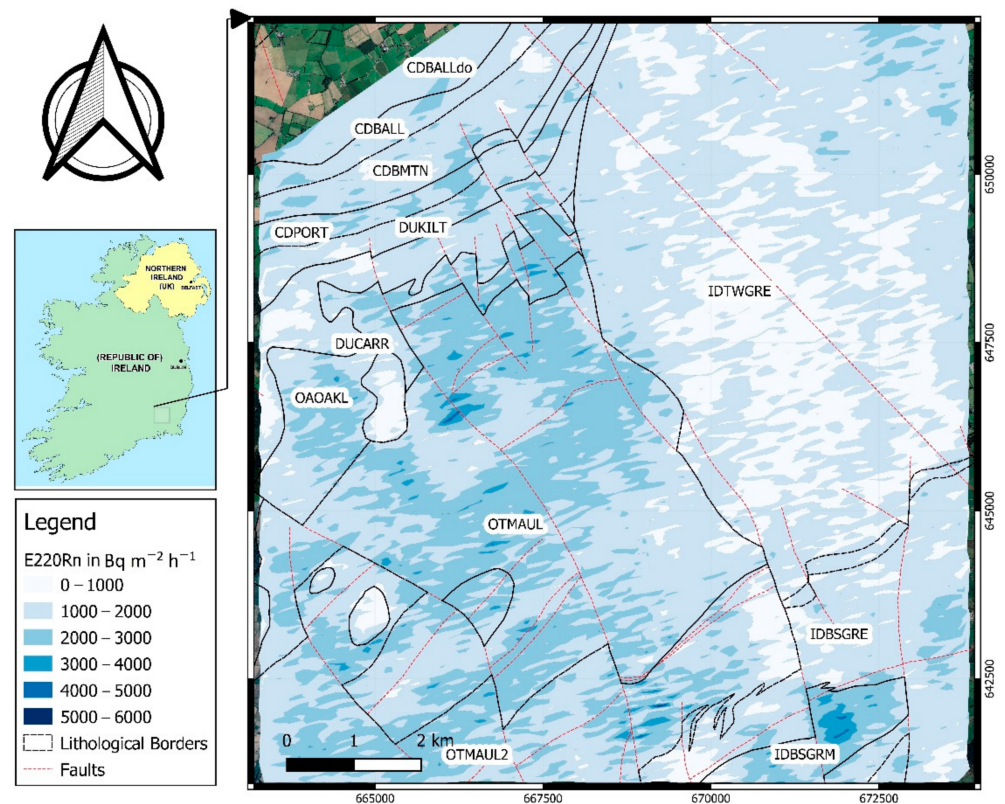 CDBALLdo
CDBALL
CDBMTN
CDPORT
DUKILT
IDTWGRE
DUCARR
OAOAKL
OTMAUL
IDBSGRE
OTMAUL2
IDBSGRM
0 1 2 km
650000
647500
645000
642500
665000 667500 670000 672500
NORTHERN
IRELAND
(UK)
BELFAST
(REPUBLIC OF)
IRELAND
DUBLIN
Legend
E220Rn in Bq m⁻² h⁻¹
0 – 1000
1000 – 2000
2000 – 3000
3000 – 4000
4000 – 5000
5000 – 6000
Lithological Borders
Faults